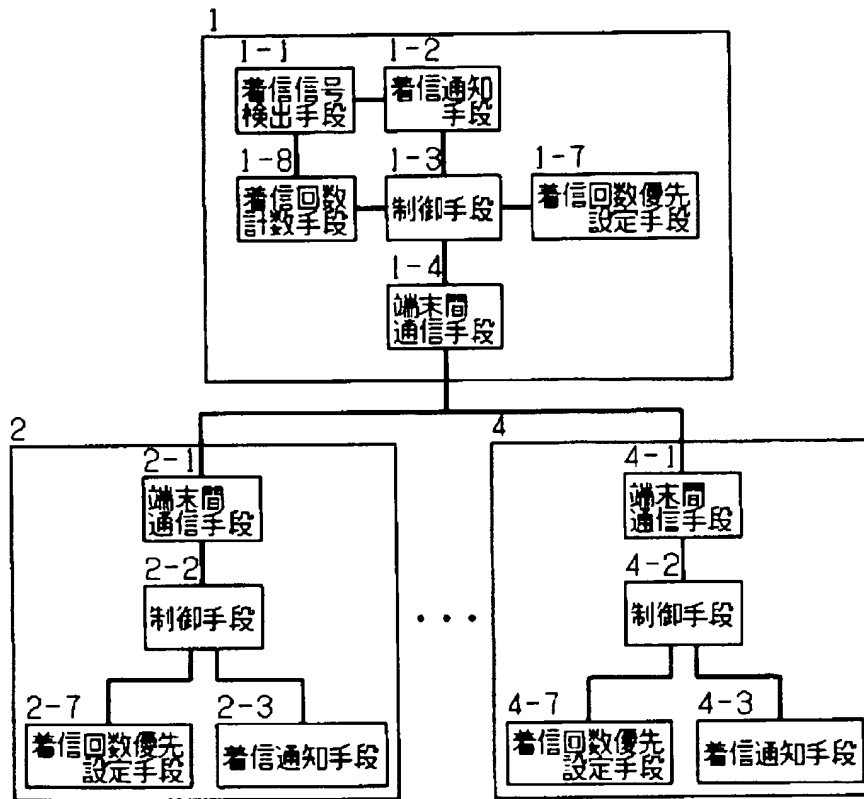 1
1-1
1-2
着信信号
検出手段
着信通知
手段
1-8
1-3
1-7
着信回数
計数手段
制御手段
着信回数優先
設定手段
1-4
端末間
通信手段
2
4
2-1
4-1
端末間
通信手段
端末間
通信手段
2-2
4-2
制御手段
制御手段
・・・
2-7
2-3
4-7
4-3
着信回数優先
設定手段
着信通知手段
着信回数優先
設定手段
着信通知手段